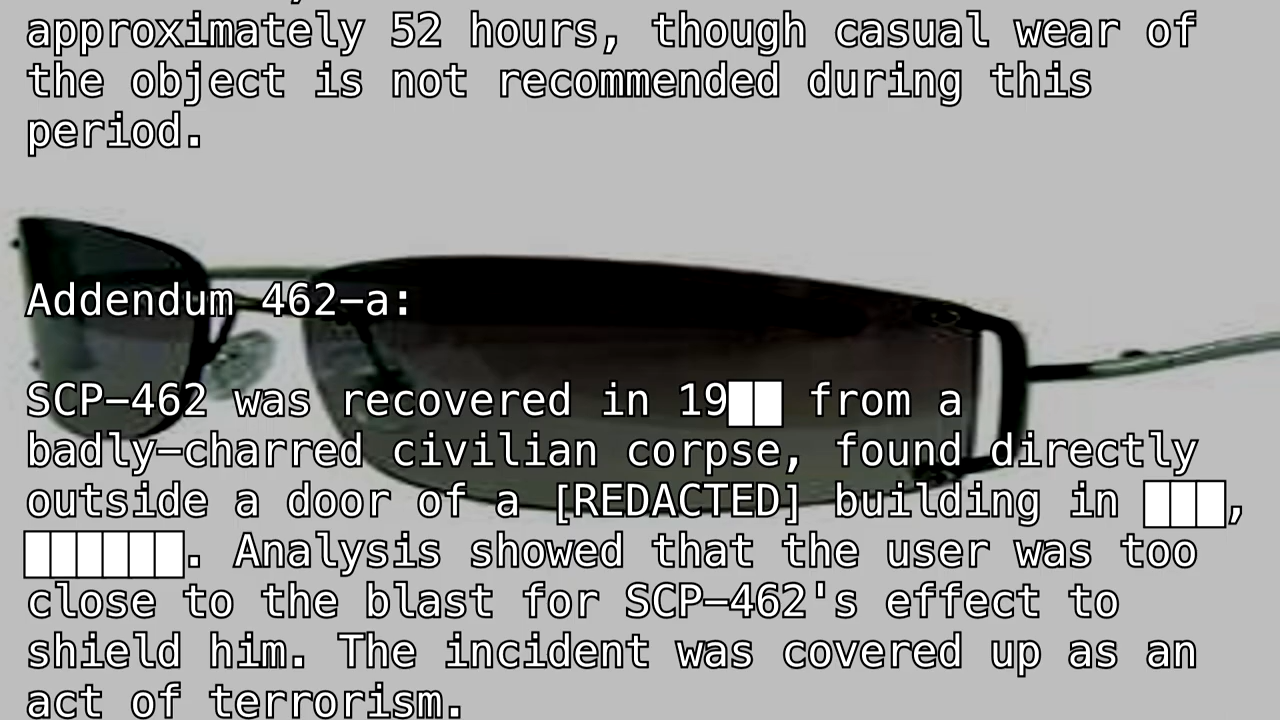 approximately 52 hours, though casual wear of
the object is not recommended during this
period.
Addendum 462-a:
SCP-462 was recovered in 19██ from a
badly-charred civilian corpse, found directly
outside a door of a [REDACTED] building in ███,
██████. Analysis showed that the user was too
close to the blast for SCP-462's effect to
shield him. The incident was covered up as an
act of terrorism.